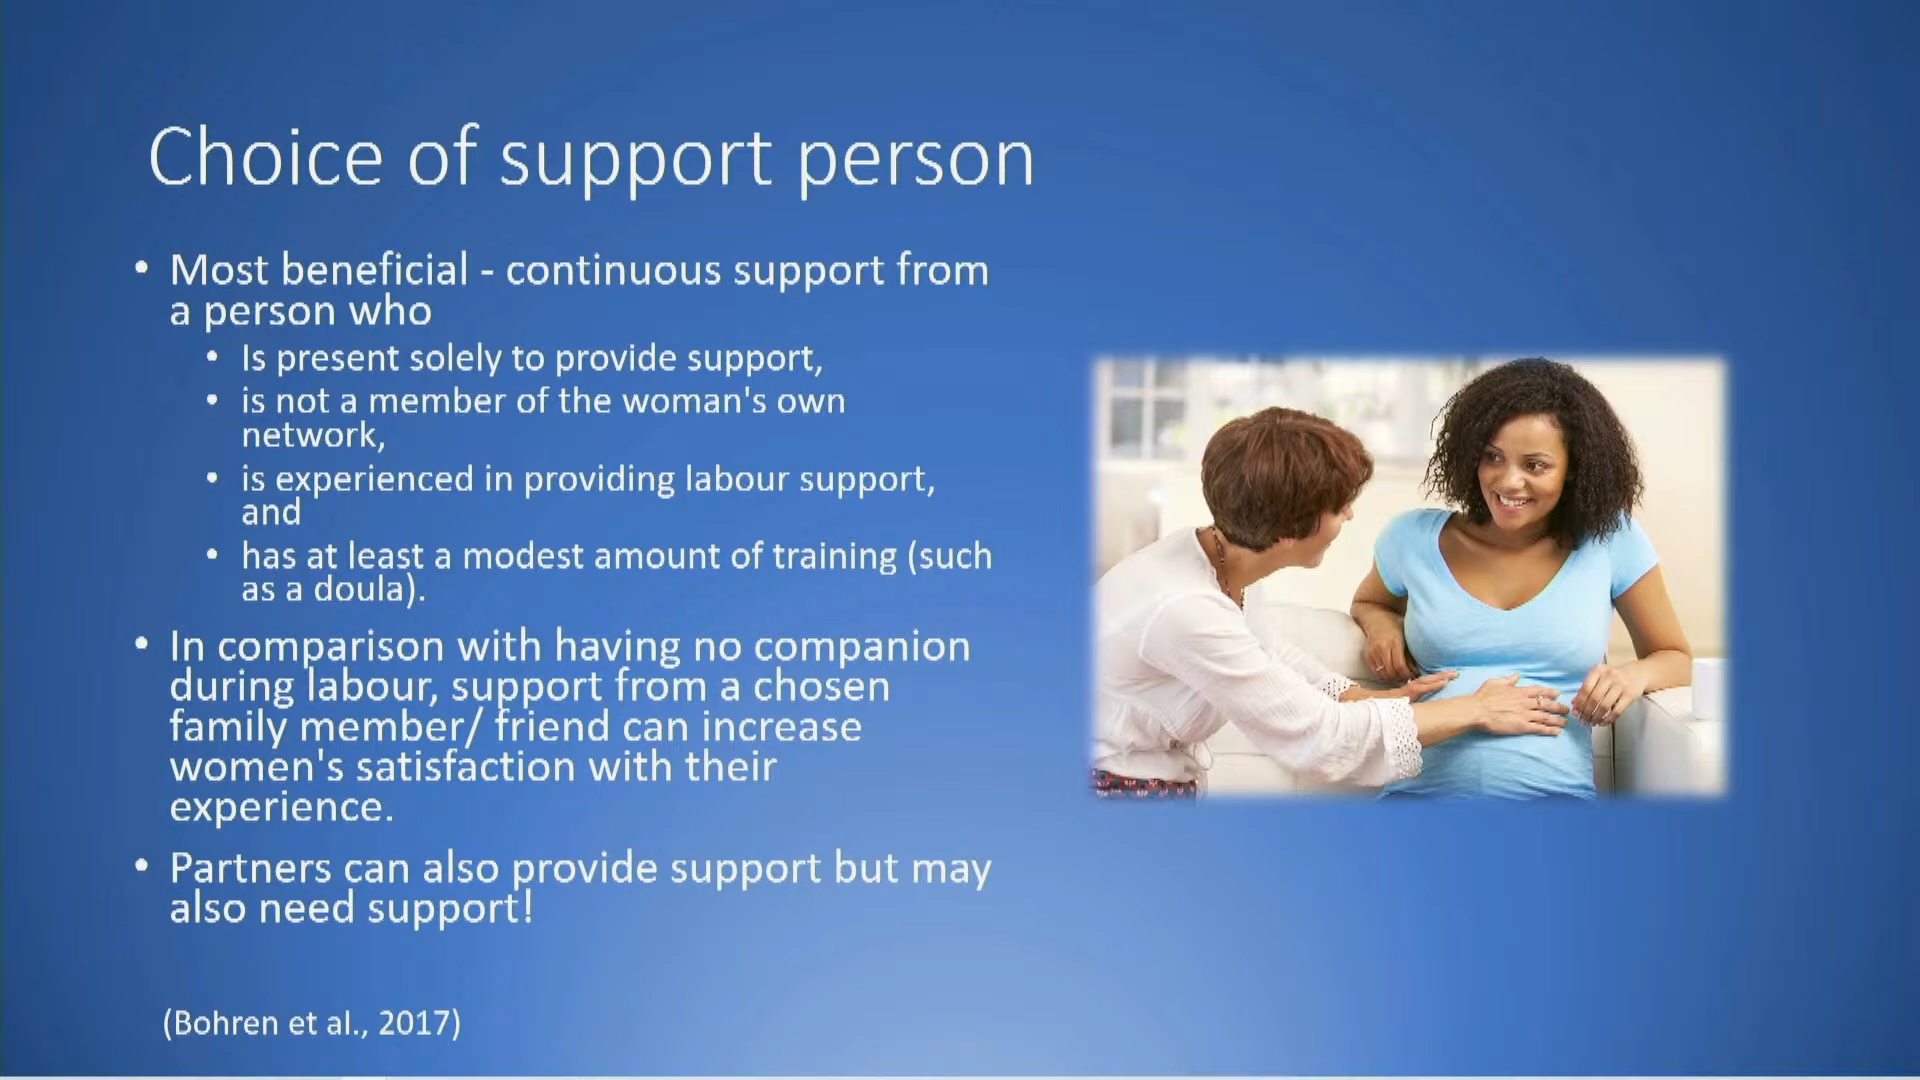 Choice of support person
• Most beneficial - continuous support from
a person who
• Is present solely to provide support,
• is not a member of the woman's own
network,
• is experienced in providing labour support,
and
• has at least a modest amount of training (such
as a doula).
• In comparison with having no companion
during labour, support from a chosen
family member/ friend can increase
women's satisfaction with their
experience.
• Partners can also provide support but may
also need support!
(Bohren et al., 2017)